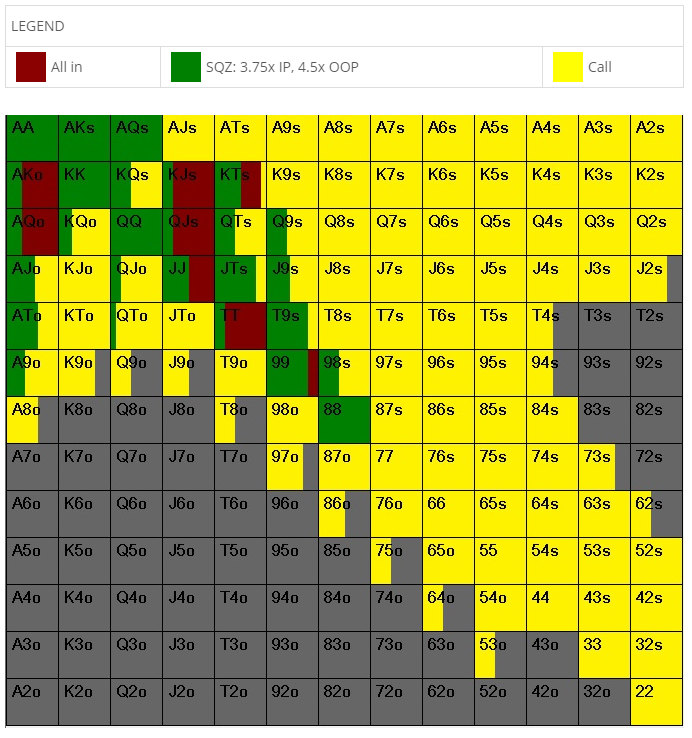 LEGEND
All in SQZ: 3.75x IP, 4.5x OOP Call
AA AKs AQs AJs ATs A9s A8s A7s A6s A5s A4s A3s A2s
AKo KK KQs KJs KTs K9s K8s K7s K6s K5s K4s K3s K2s
AQo KQo QQ QJs QTs Q9s Q8s Q7s Q6s Q5s Q4s Q3s Q2s
AJo KJo QJo JJ JTs J9s J8s J7s J6s J5s J4s J3s J2s
ATo KTo QTo JTo TT T9s T8s T7s T6s T5s T4s T3s T2s
A9o K9o Q9o J9o T9o 99 98s 97s 96s 95s 94s 93s 92s
A8o K8o Q8o J8o T8o 98o 88 87s 86s 85s 84s 83s 82s
A7o K7o Q7o J7o T7o 97o 87o 77 76s 75s 74s 73s 72s
A6o K6o Q6o J6o T6o 96o 86o 76o 66 65s 64s 63s 62s
A5o K5o Q5o J5o T5o 95o 85o 75o 65o 55 54s 53s 52s
A4o K4o Q4o J4o T4o 94o 84o 74o 64o 54o 44 43s 42s
A3o K3o Q3o J3o T3o 93o 83o 73o 63o 53o 43o 33 32s
A2o K2o Q2o J2o T2o 92o 82o 72o 62o 52o 42o 32o 22